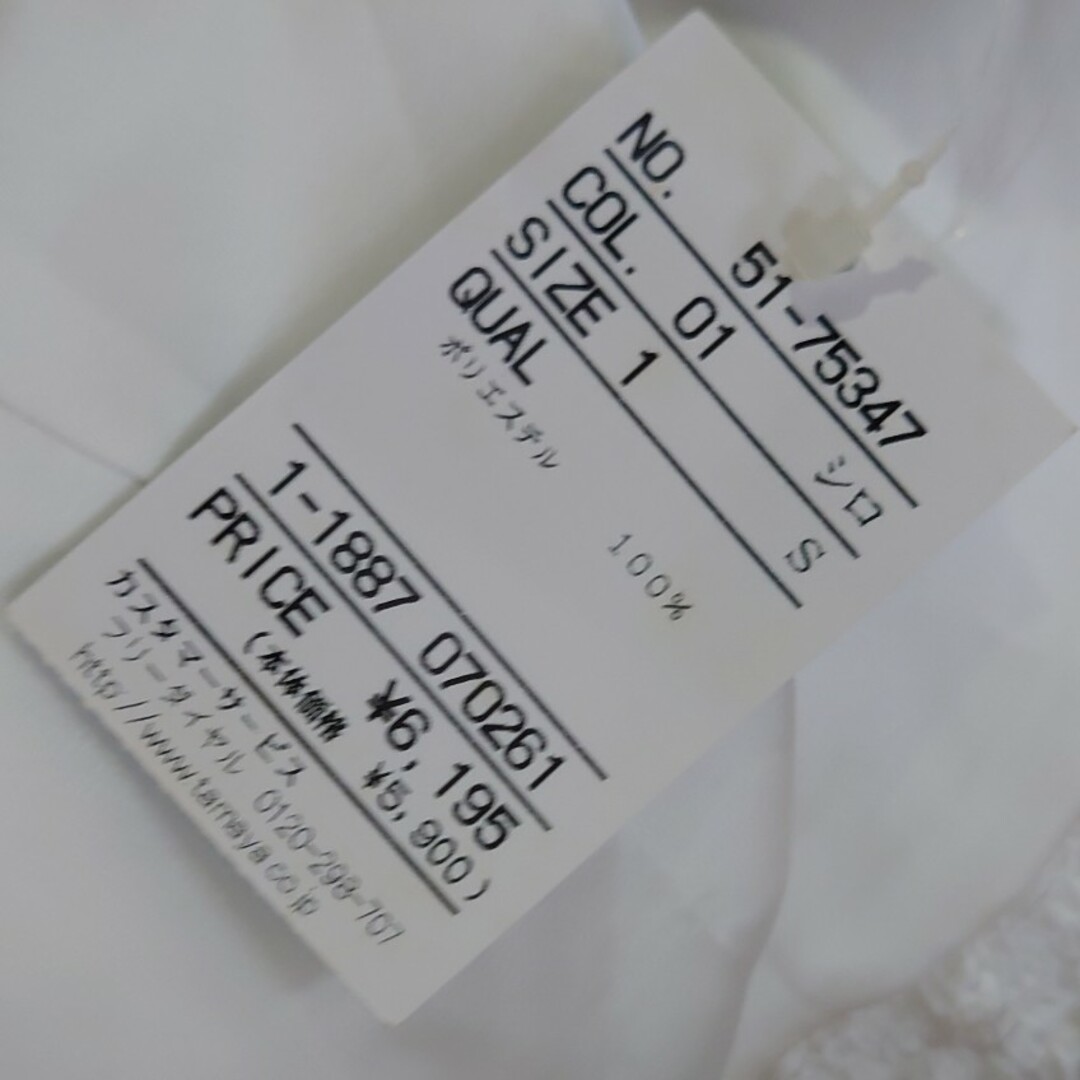 NO. 51-75347
COL. 01 シロ
SIZE 1 S
QUAL
ポリエステル
100%
1-1887 070261
PRICE ¥6,195
(本体価格 ¥5,900)
カスタマーサービス
フリーダイヤル 0120-298-707
http://www.tamaya.co.jp